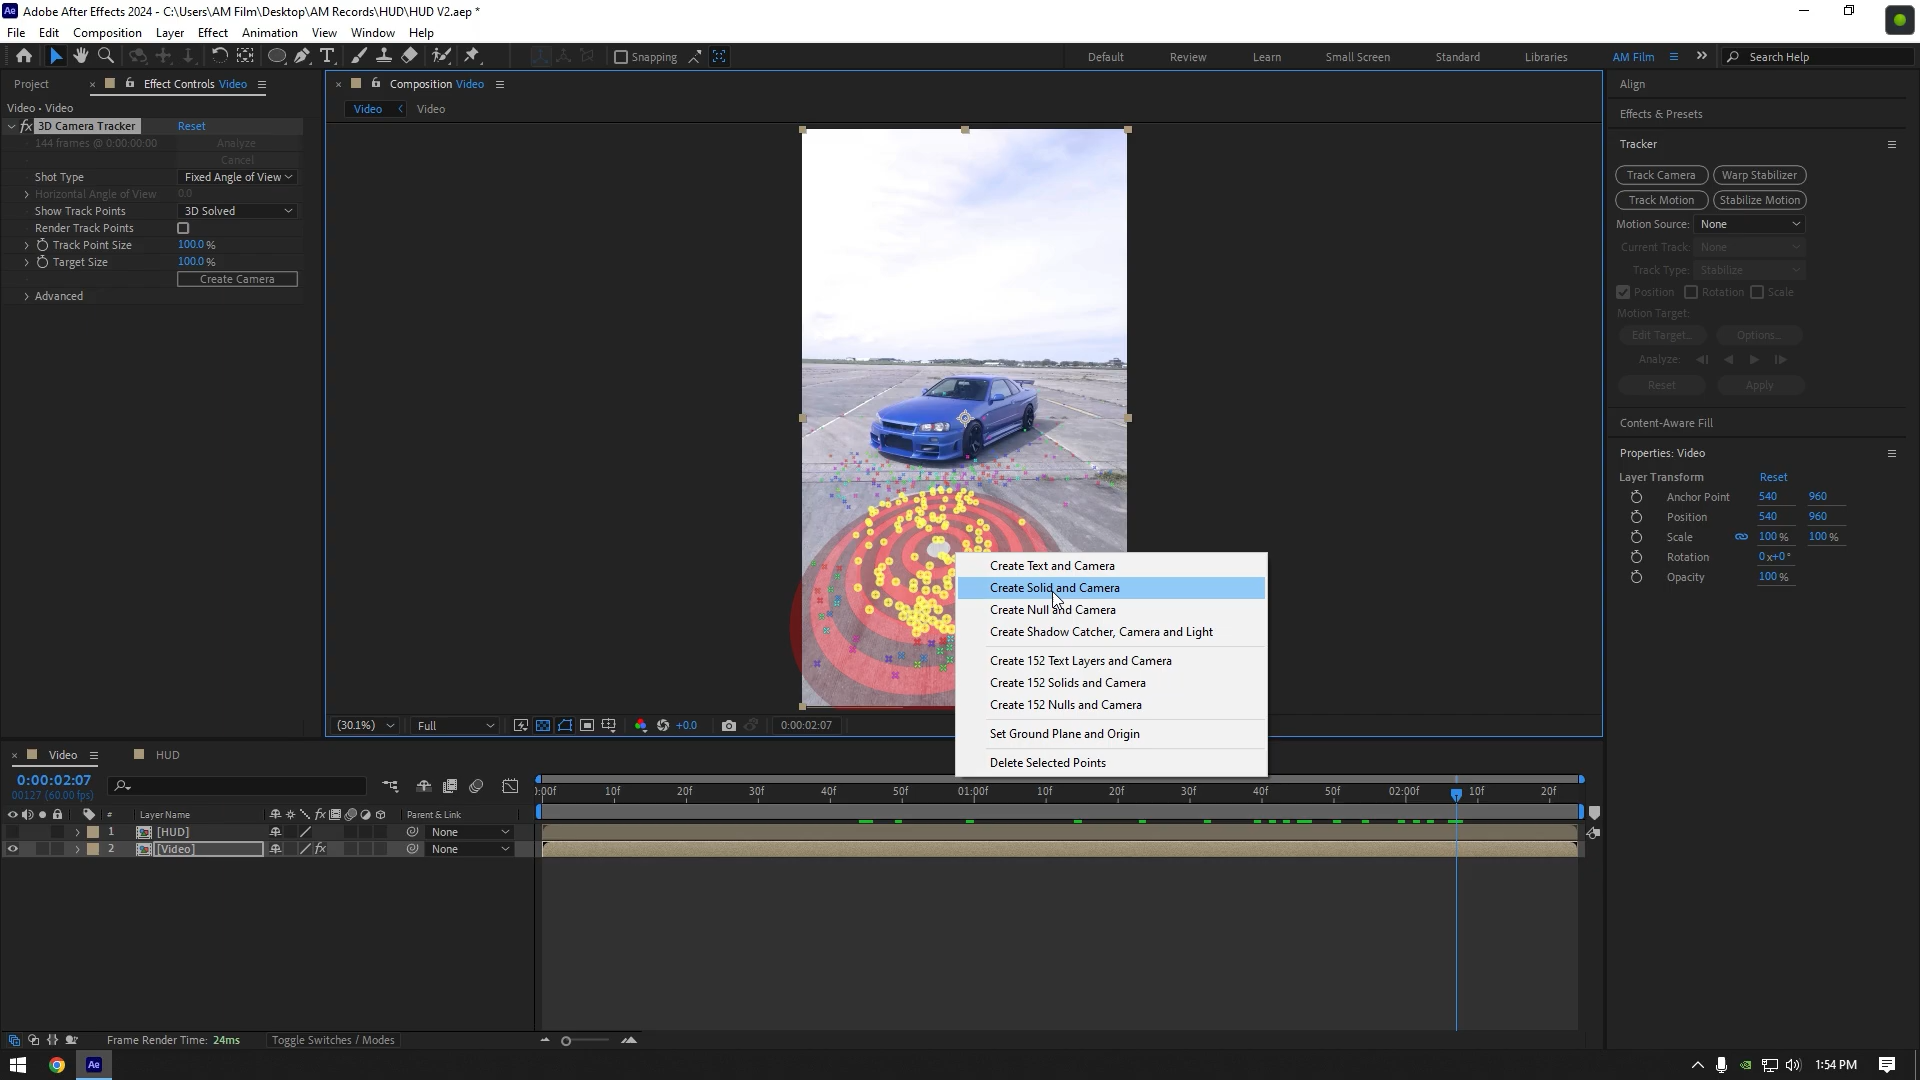 Adobe After Effects 2024 - C:\Users\AM Film\Desktop\AM Records\HUD\HUD V2.aep *
File Edit Composition Layer Effect Animation View Window Help
Snapping
Default Review Learn Small Screen Standard Libraries AM Film Search Help
Project Effect Controls Video
Video • Video
fx 3D Camera Tracker Reset
144 frames @ 0:00:00:00 Analyze
Cancel
Shot Type Fixed Angle of View
Horizontal Angle of View 0.0
Show Track Points 3D Solved
Render Track Points
Track Point Size 100.0 %
Target Size 100.0 %
Create Camera
Advanced
Composition Video
Video Video
Create Text and Camera
Create Solid and Camera
Create Null and Camera
Create Shadow Catcher, Camera and Light
Create 152 Text Layers and Camera
Create 152 Solids and Camera
Create 152 Nulls and Camera
Set Ground Plane and Origin
Delete Selected Points
(30.1%) Full +0.0 0:00:02:07
Align
Effects & Presets
Tracker
Track Camera Warp Stabilizer
Track Motion Stabilize Motion
Motion Source: None
Current Track: None
Track Type: Stabilize
Position Rotation Scale
Motion Target:
Edit Target... Options...
Analyze:
Reset Apply
Content-Aware Fill
Properties: Video
Layer Transform Reset
Anchor Point 540 960
Position 540 960
Scale 100 % 100 %
Rotation 0x+0°
Opacity 100 %
Video HUD
0:00:02:07
00127 (60.00 fps)
# Layer Name fx Parent & Link
1 [HUD] None
2 [Video] fx None
):00f 10f 20f 30f 40f 50f 01:00f 10f 20f 30f 40f 50f 02:00f 10f 20f
Frame Render Time: 24ms Toggle Switches / Modes
Ae 1:54 PM